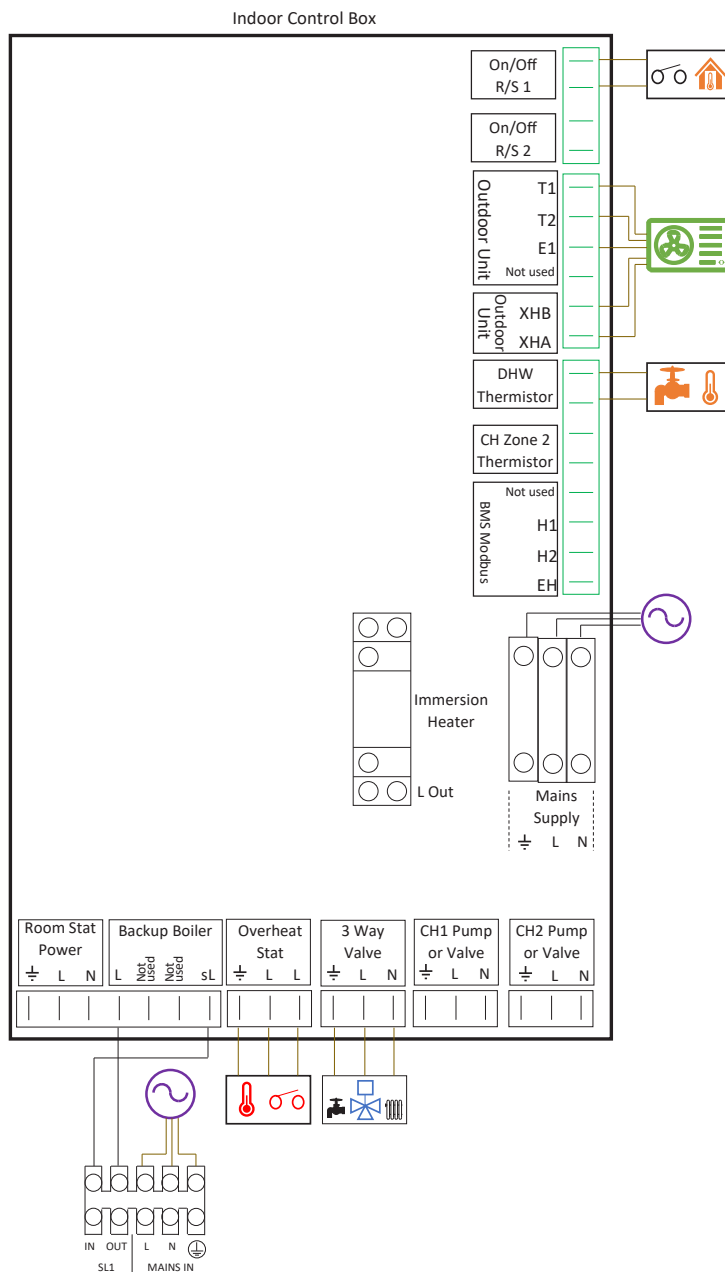 Indoor Control Box
On/Off
R/S 1
On/Off
R/S 2
Outdoor Unit
T1
T2
E1
Not used
Outdoor
Unit
XHB
XHA
DHW
Thermistor
CH Zone 2
Thermistor
BMS Modbus
Not used
H1
H2
EH
Immersion
Heater
L Out
Mains
Supply
L N
Room Stat
Power
L N
Backup Boiler
L Not used Not used sL
Overheat
Stat
L L
3 Way
Valve
L N
CH1 Pump
or Valve
L N
CH2 Pump
or Valve
L N
IN OUT L N
SL1 MAINS IN